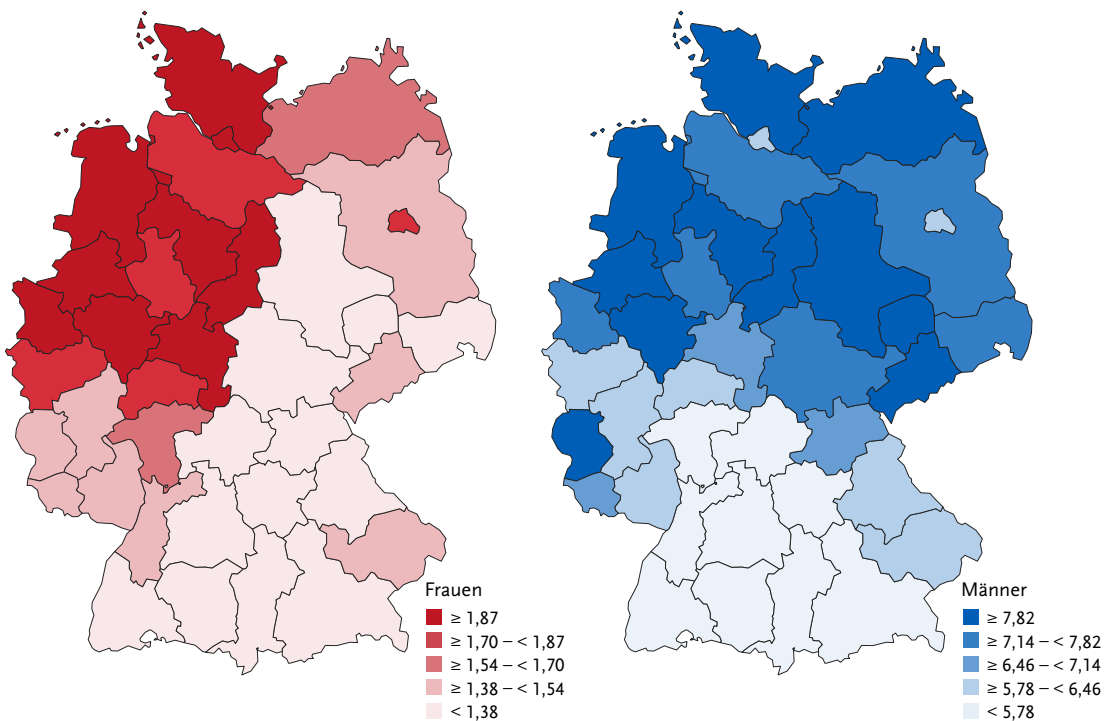 Frauen
≥ 1,87
≥ 1,70 – < 1,87
≥ 1,54 – < 1,70
≥ 1,38 – < 1,54
< 1,38
Männer
≥ 7,82
≥ 7,14 – < 7,82
≥ 6,46 – < 7,14
≥ 5,78 – < 6,46
< 5,78